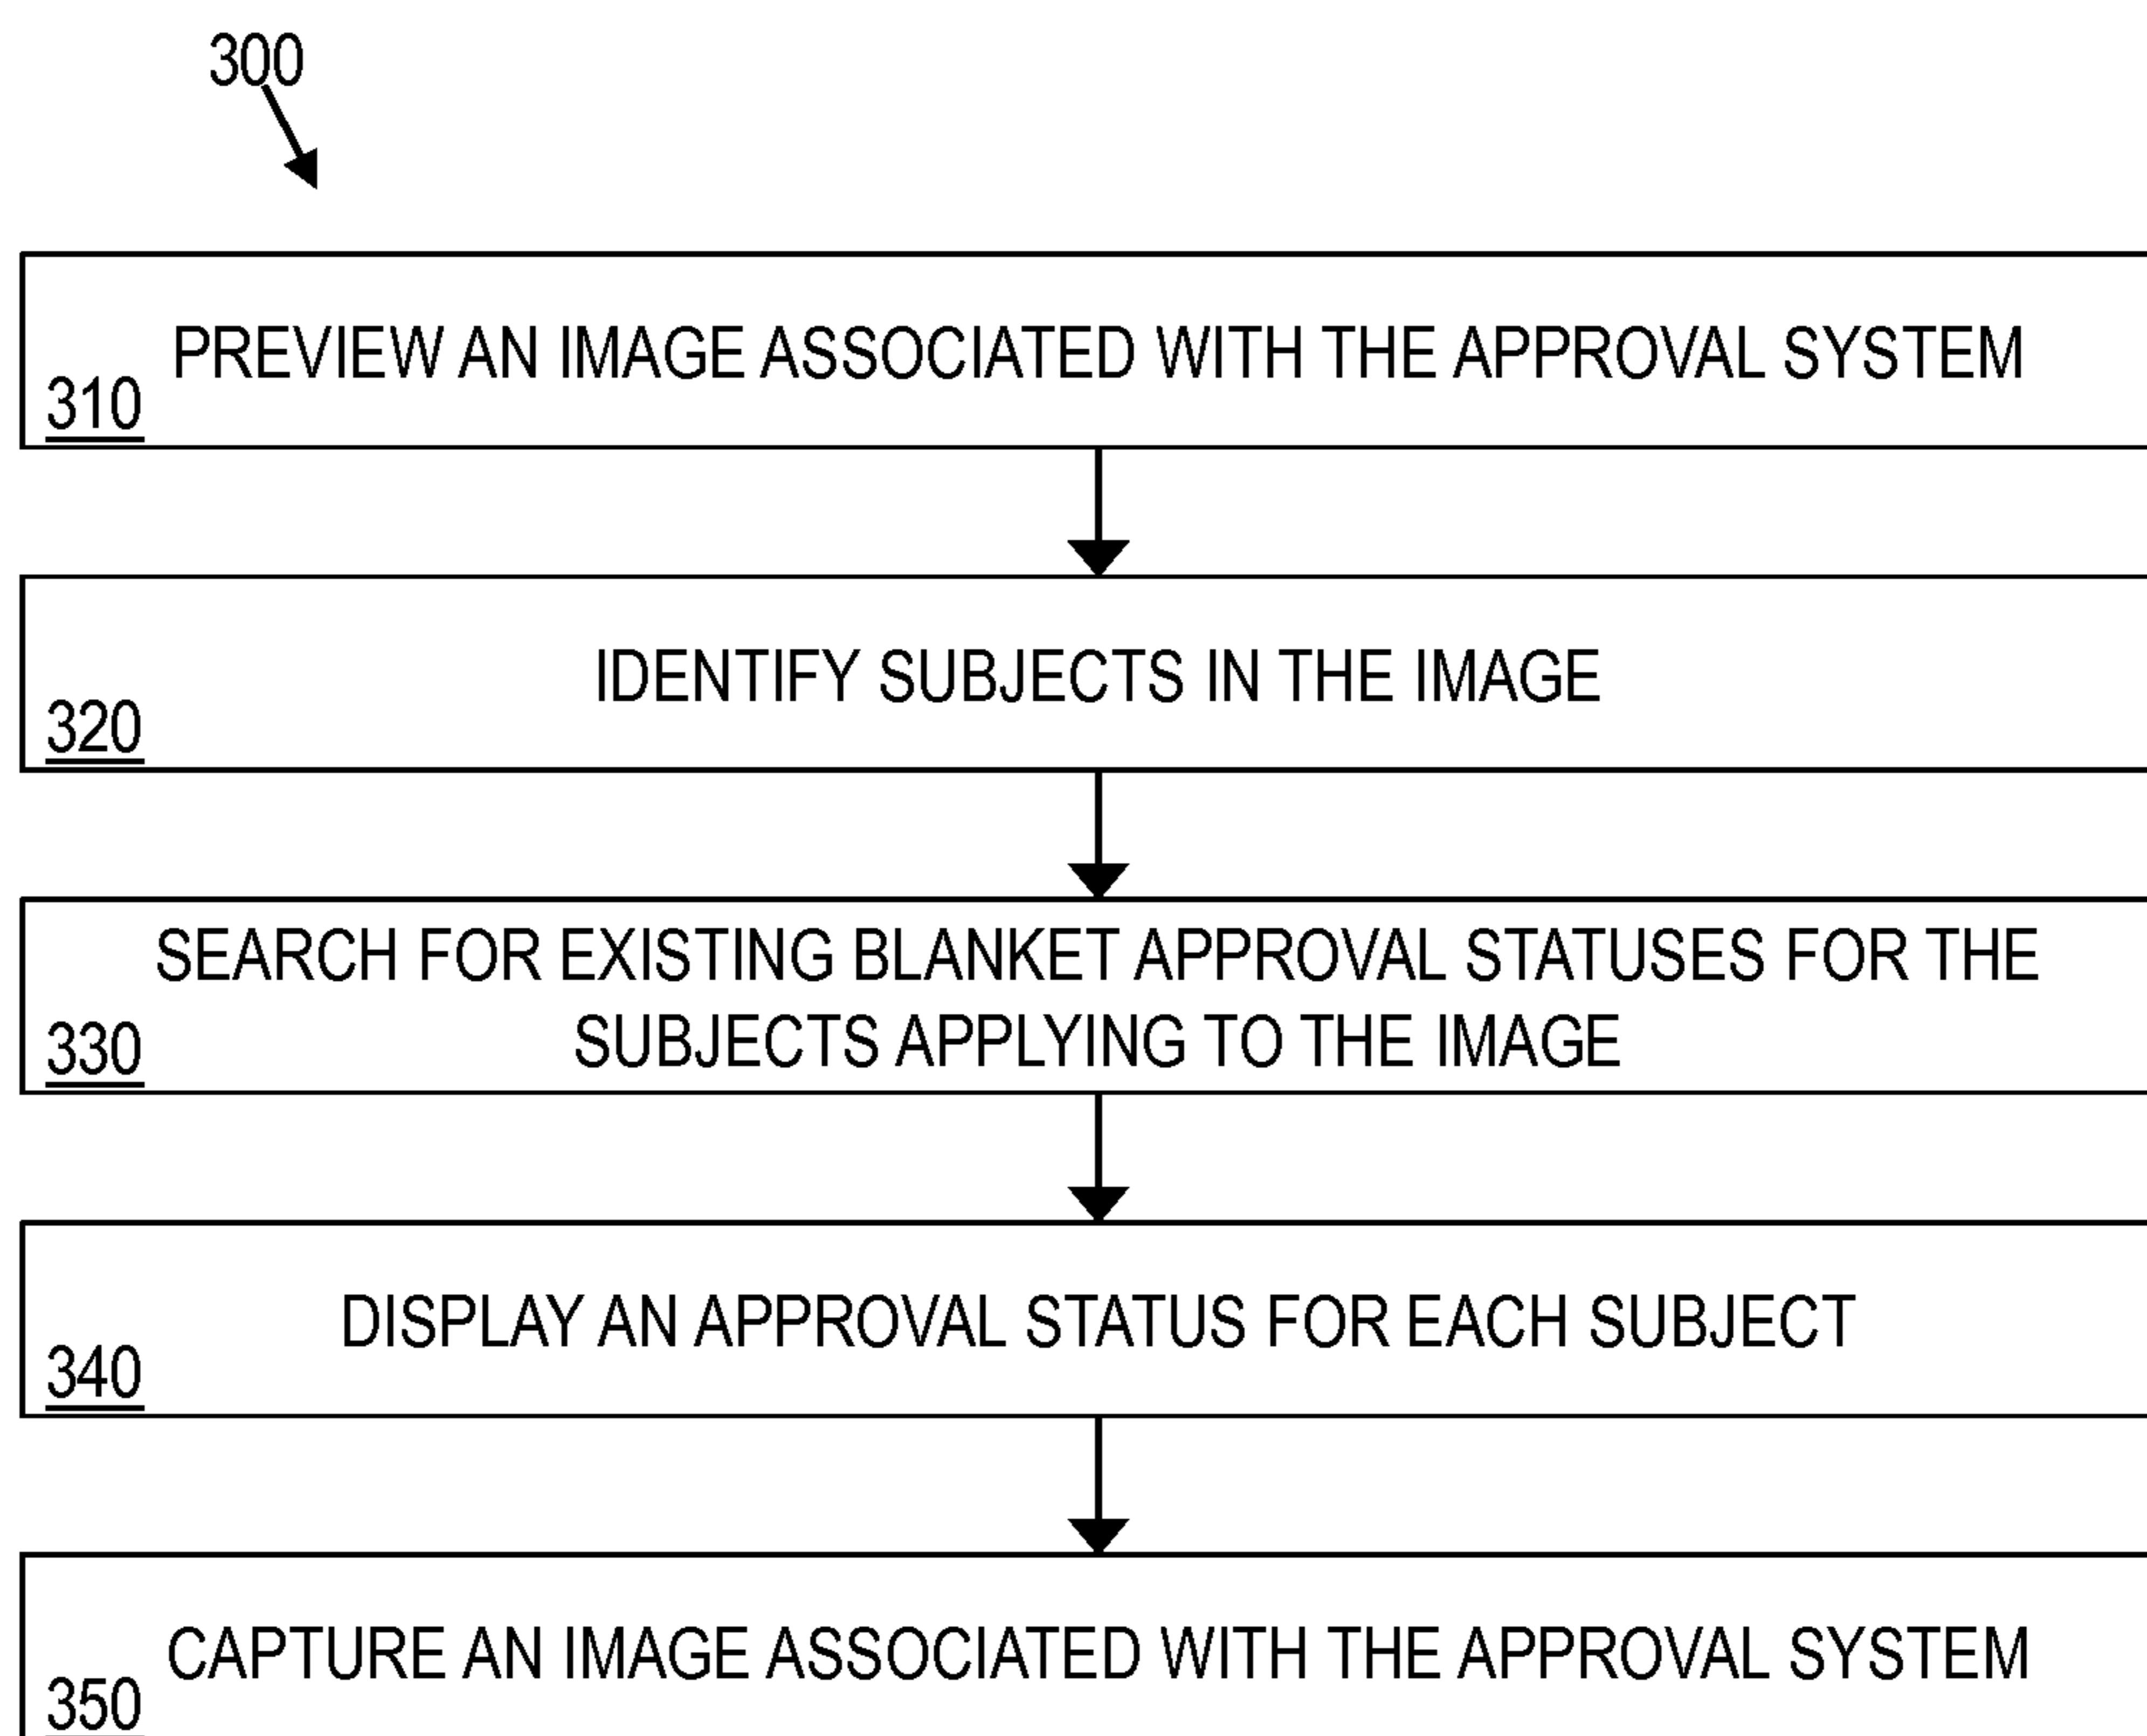 300
PREVIEW AN IMAGE ASSOCIATED WITH THE APPROVAL SYSTEM
310
IDENTIFY SUBJECTS IN THE IMAGE
320
SEARCH FOR EXISTING BLANKET APPROVAL STATUSES FOR THE
SUBJECTS APPLYING TO THE IMAGE
330
DISPLAY AN APPROVAL STATUS FOR EACH SUBJECT
340
CAPTURE AN IMAGE ASSOCIATED WITH THE APPROVAL SYSTEM
350